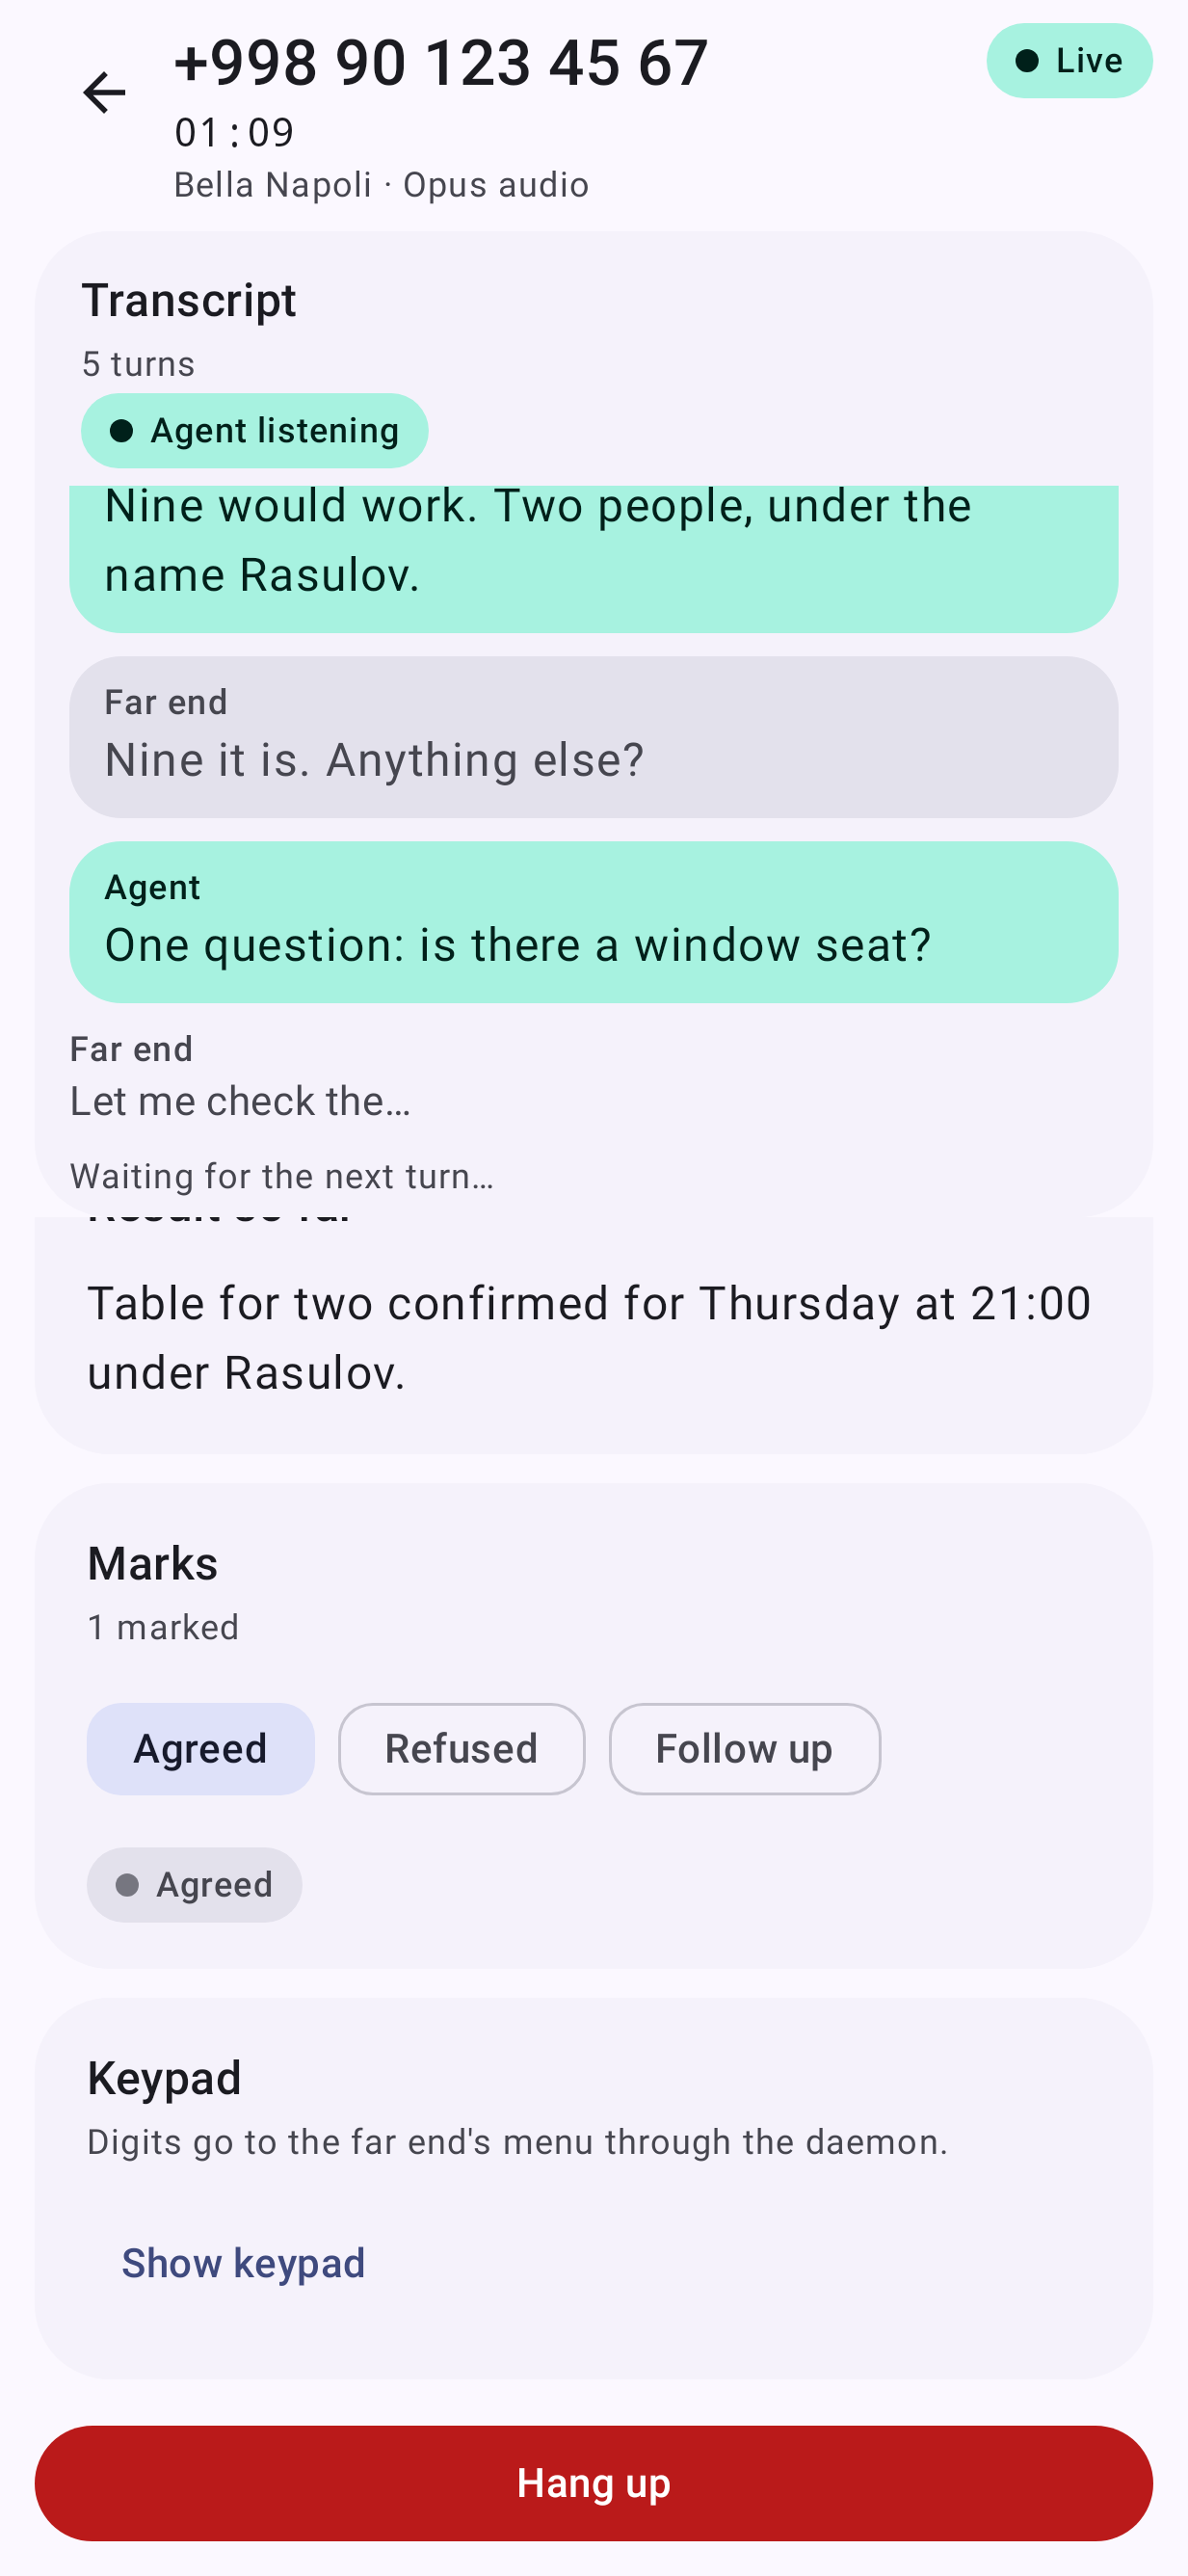 +998 90 123 45 67
Live
01:09
Bella Napoli · Opus audio
Transcript
5 turns
Agent listening
Nine would work. Two people, under the
name Rasulov.
Far end
Nine it is. Anything else?
Agent
One question: is there a window seat?
Far end
Let me check the…
Waiting for the next turn…
Table for two confirmed for Thursday at 21:00
under Rasulov.
Marks
1 marked
Agreed
Refused
Follow up
Agreed
Keypad
Digits go to the far end's menu through the daemon.
Show keypad
Hang up